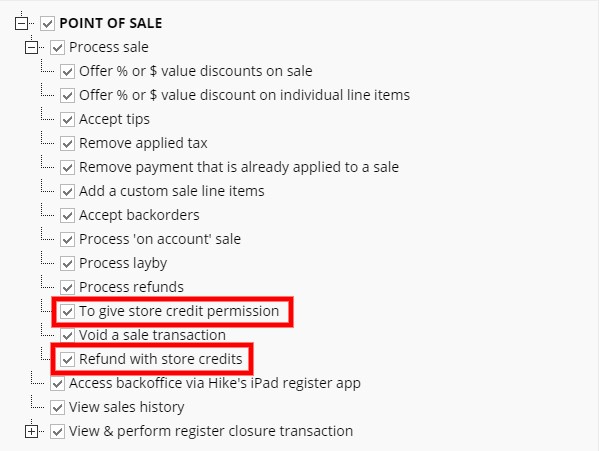 POINT OF SALE
Process sale
Offer % or $ value discounts on sale
Offer % or $ value discount on individual line items
Accept tips
Remove applied tax
Remove payment that is already applied to a sale
Add a custom sale line items
Accept backorders
Process 'on account' sale
Process layby
Process refunds
To give store credit permission
Void a sale transaction
Refund with store credits
Access backoffice via Hike's iPad register app
View sales history
View & perform register closure transaction